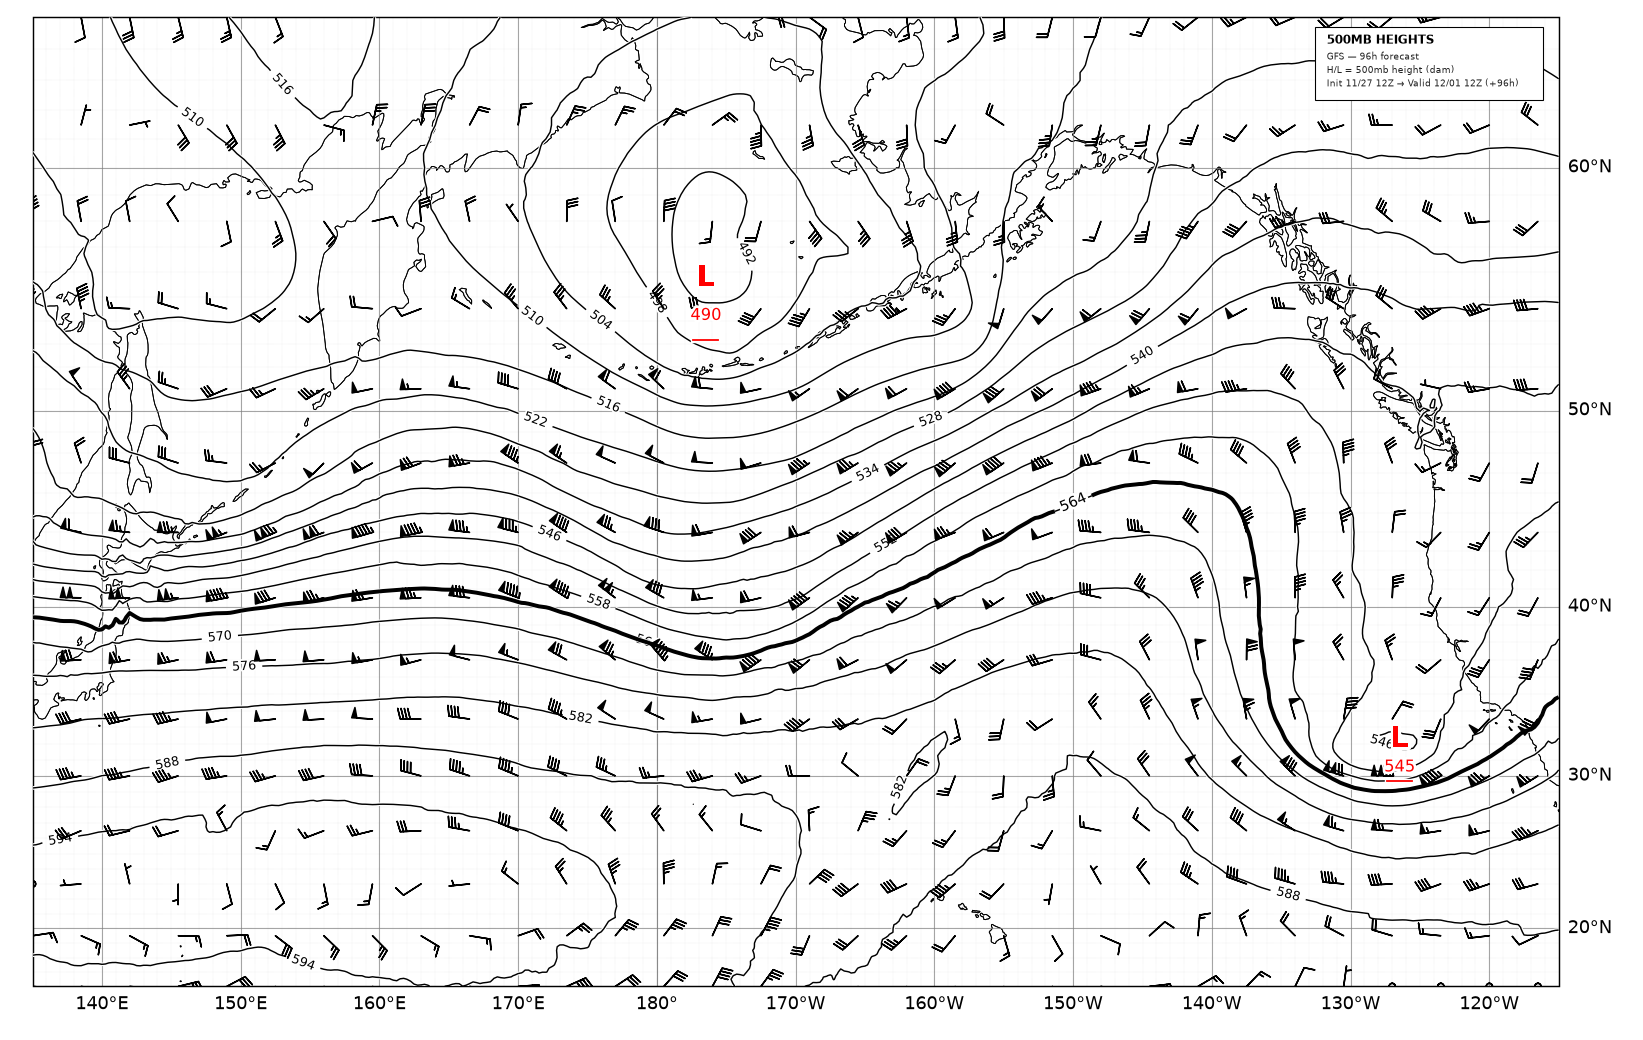 500MB HEIGHTS
GFS — 96h forecast
H/L = 500mb height (dam)
Init 11/27 12Z → Valid 12/01 12Z (+96h)
516
510
60°N
492
L
498
490
510
504
540
516
522
528
50°N
534
564
546
558
40°N
570
576
582
L
546
588
545
582
30°N
594
588
20°N
594
140°E
150°E
160°E
170°E
180°
170°W
160°W
150°W
140°W
130°W
120°W